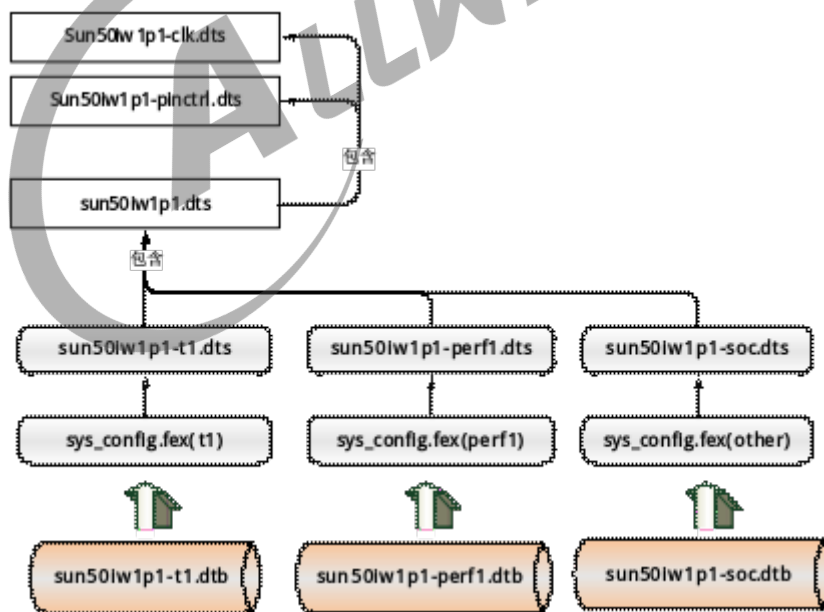 Sun50iw1p1-clk.dts
Sun50iw1p1-pinctrl.dts
包含
sun50iw1p1.dts
包含
sun50iw1p1-t1.dts
sun50iw1p1-perf1.dts
sun50iw1p1-soc.dts
sys_config.fex(t1)
sys_config.fex(perf1)
sys_config.fex(other)
sun50iw1p1-t1.dtb
sun50iw1p1-perf1.dtb
sun50iw1p1-soc.dtb